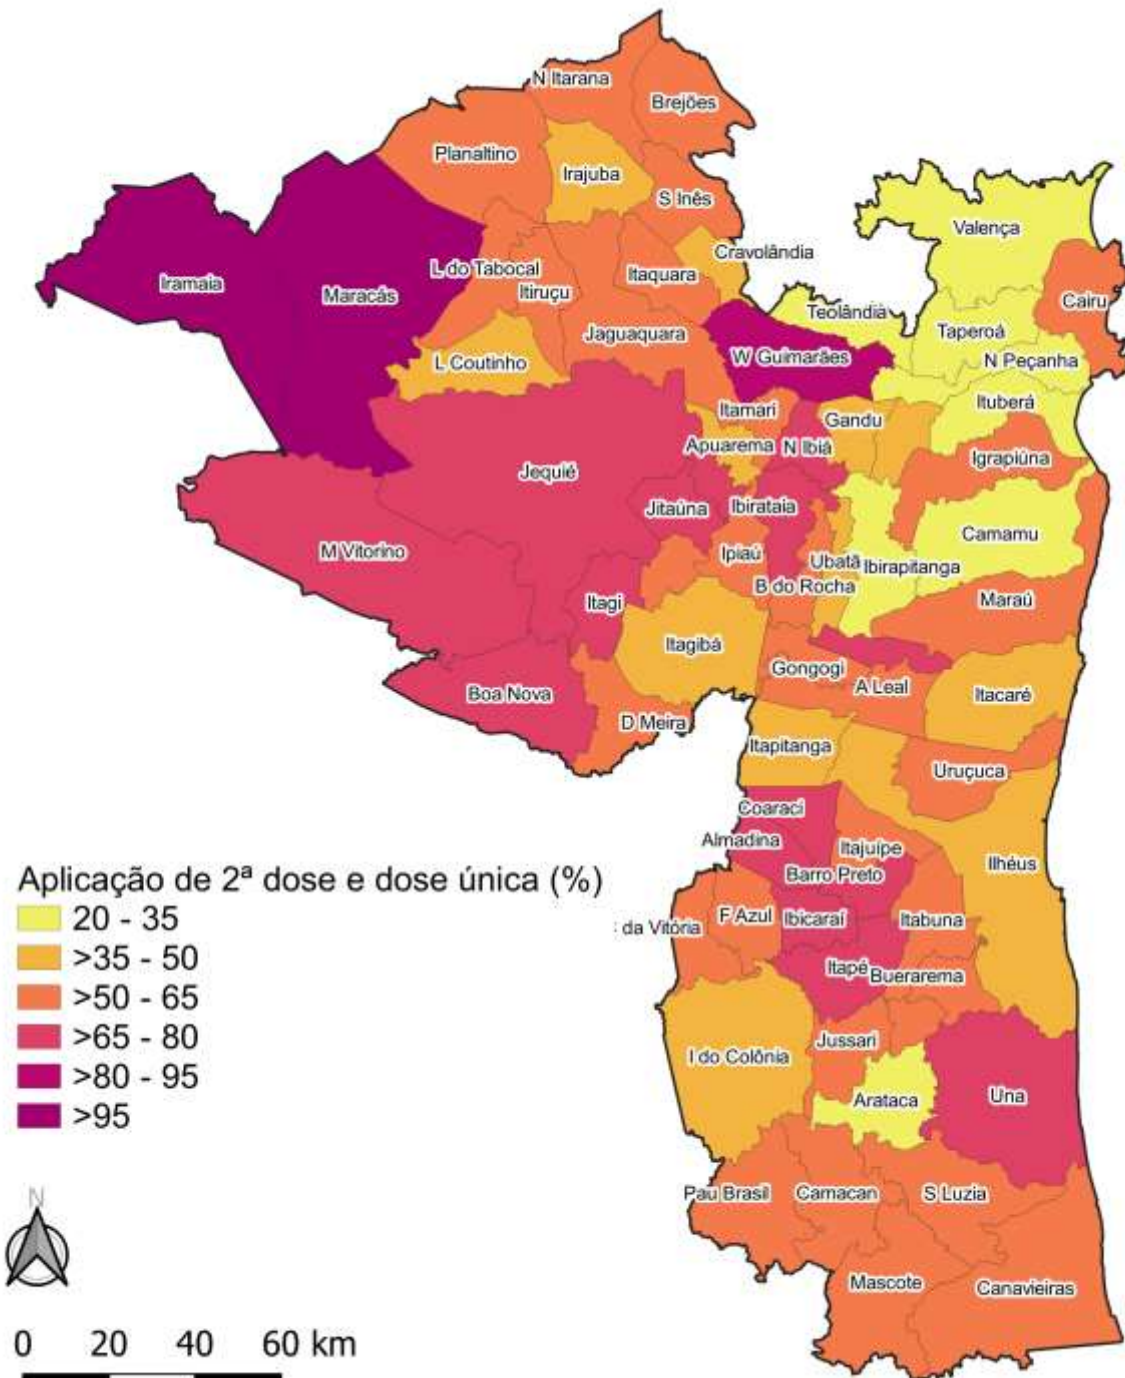 N Itarana
Brejões
Planaltino
Irajuba
S Inês
Valença
Cravolândia
L do Tabocal
Itaquara
Iramaia
Maracás
Itiruçu
Cairu
Teolândia
Taperoá
Jaguaquara
W Guimarães
N Peçanha
L Coutinho
Ituberá
Itamari
Gandu
Apuarema
N Ibiá
Igrapiúna
Jequié
Jitaúna
Ibirataia
Camamu
M Vitorino
Ipiaú
Ubatã
Ibirapitanga
B do Rocha
Itagi
Maraú
Itagibá
Gongogi
A Leal
Boa Nova
Itacaré
D Meira
Itapitanga
Uruçuca
Coaraci
Almadina
Itajuípe
Ilhéus
Barro Preto
F Azul
Ibicaraí
Itabuna
da Vitória
Itapé
Buerarema
Jussari
I do Colônia
Arataca
Una
Pau Brasil
Camacan
S Luzia
Mascote
Canavieiras
Aplicação de 2ª dose e dose única (%)
20 - 35
>35 - 50
>50 - 65
>65 - 80
>80 - 95
>95
N
0 20 40 60 km